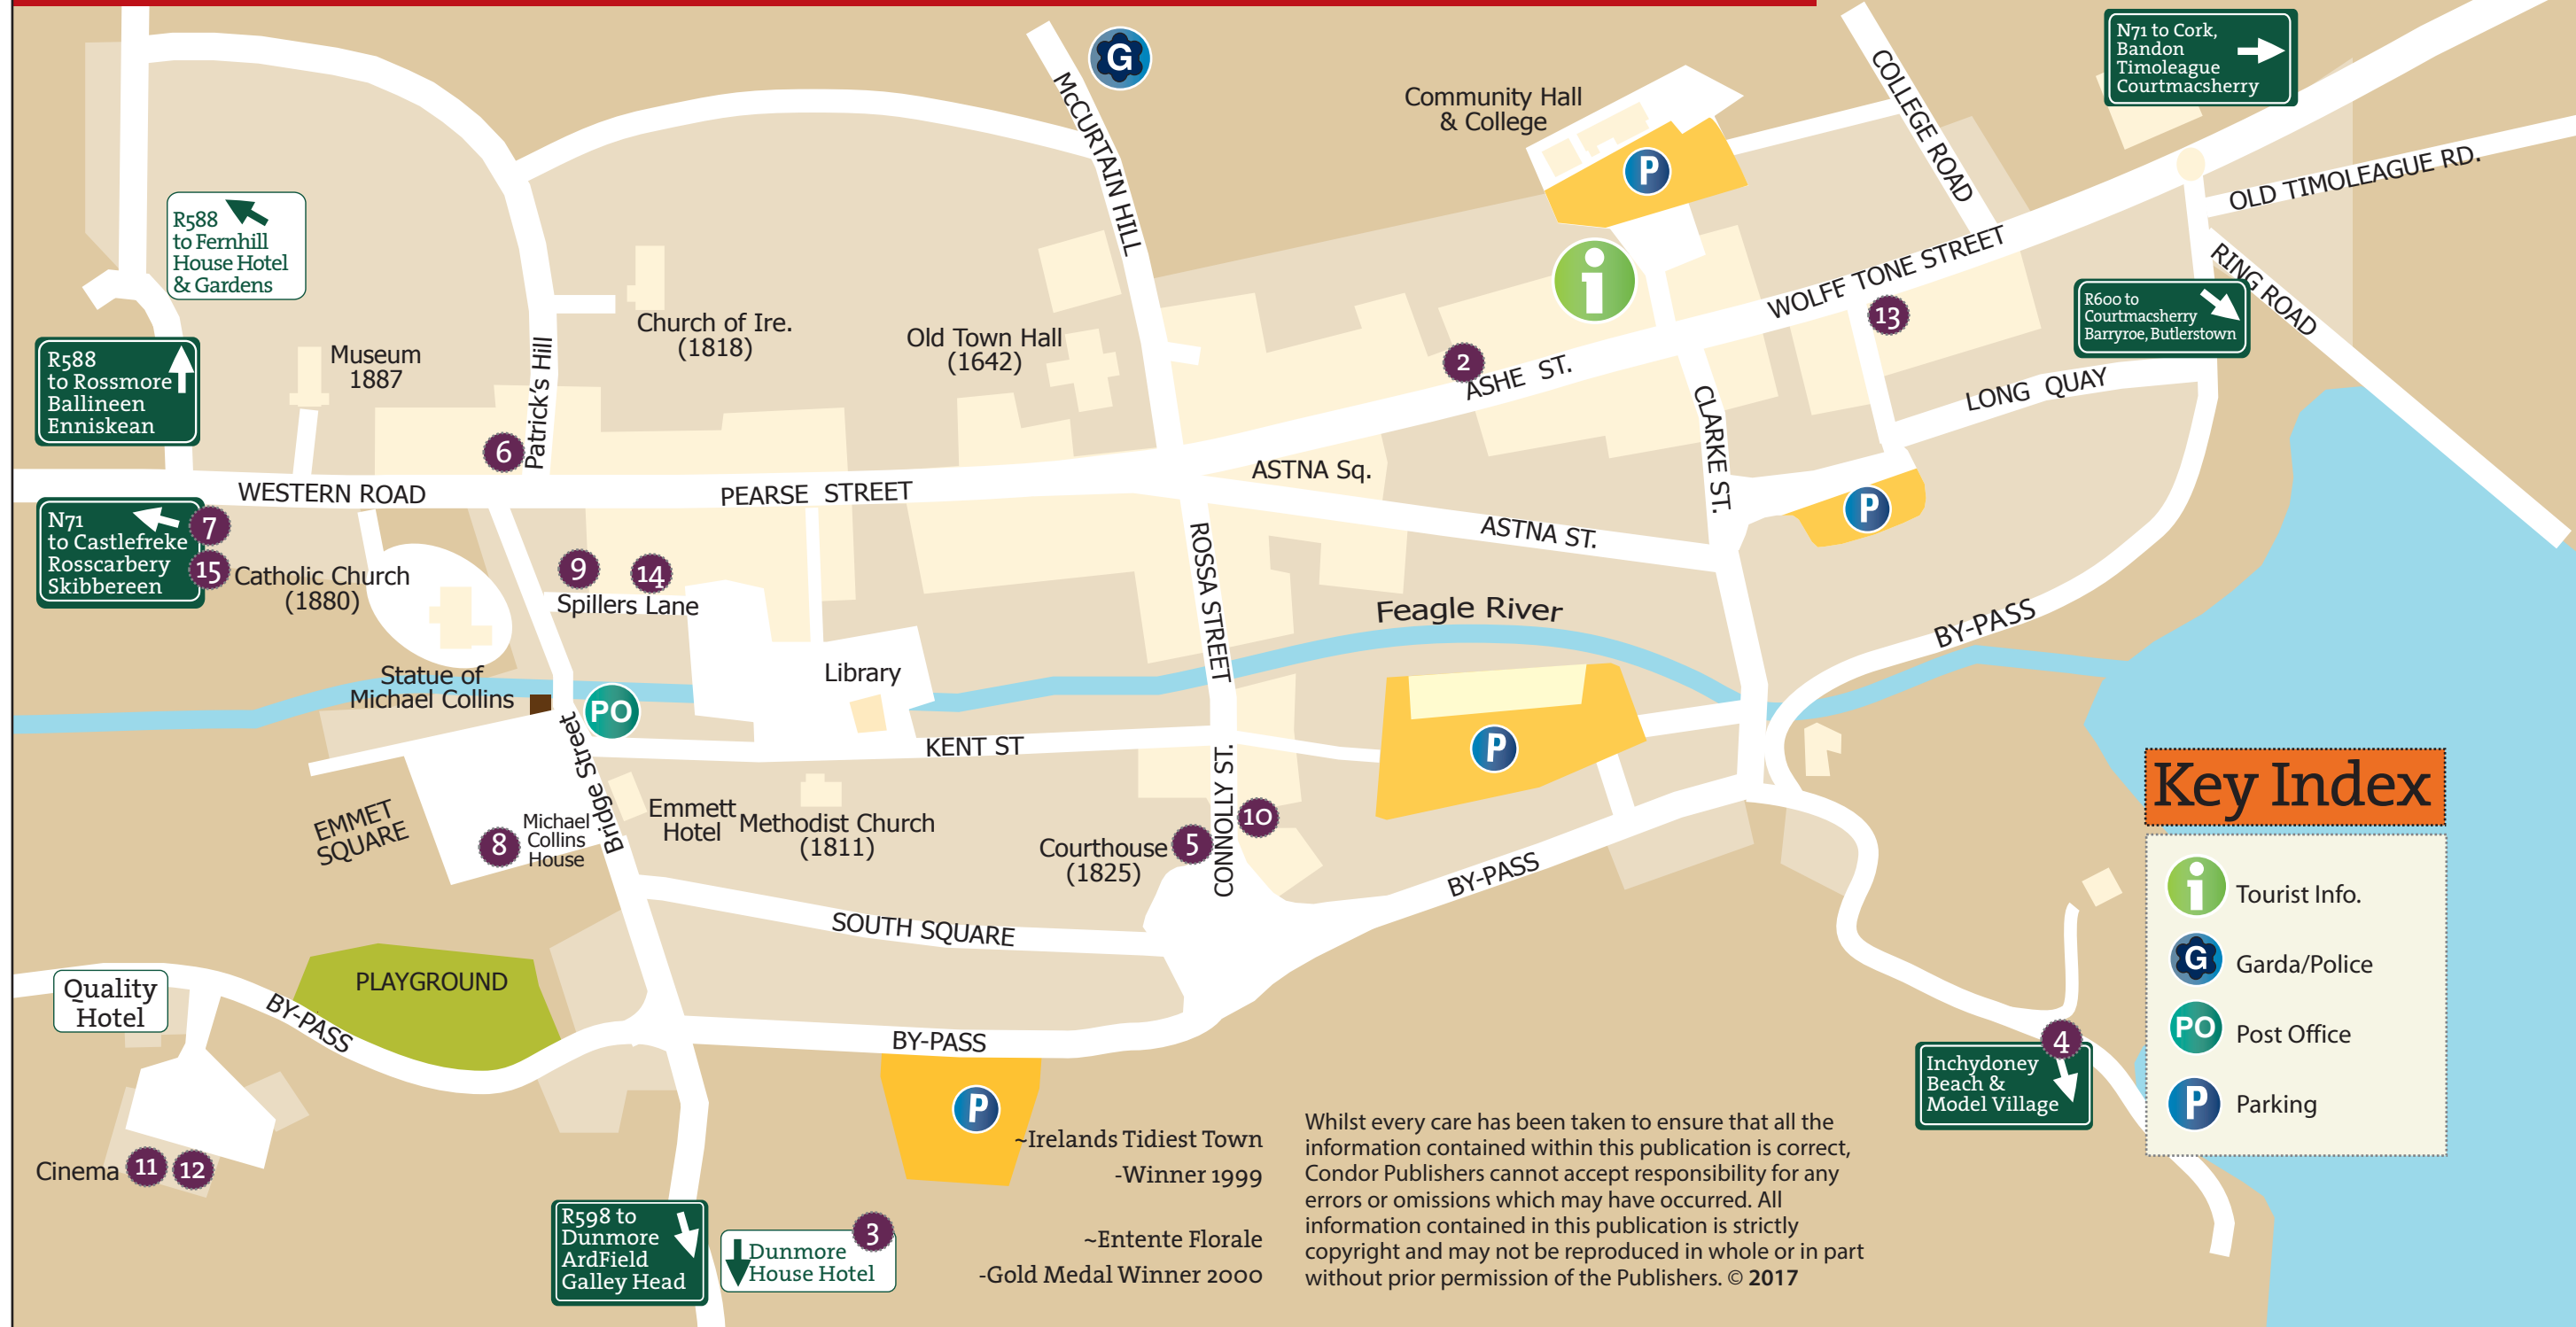 G
McCURTAIN HILL
Community Hall
& College
P
COLLEGE ROAD
N71 to Cork,
Bandon
Timoleague
Courtmacsherry
OLD TIMOLEAGUE RD.
R588
to Fernhill
House Hotel
& Gardens
i
WOLFE TONE STREET
13
RING ROAD
R600 to
Courtmacsherry
Barryroe, Butlerstown
Church of Ire.
(1818)
Old Town Hall
(1642)
Museum
1887
R588
to Rossmore
Ballineen
Enniskean
Patrick's Hill
6
2
ASHE ST.
CLARKE ST.
LONG QUAY
WESTERN ROAD
PEARSE STREET
ASTNA Sq.
ASTNA ST.
P
N71
to Castlefreke
Rosscarbery
Skibbereen
7
15
Catholic Church
(1880)
9
14
Spillers Lane
ROSSA STREET
Feagle River
BY-PASS
Statue of
Michael Collins
PO
Library
Bridge Street
KENT ST
P
CONNOLLY ST.
EMMET
SQUARE
8
Michael
Collins
House
Emmett
Hotel
Methodist Church
(1811)
Courthouse
(1825)
5
10
BY-PASS
SOUTH SQUARE
PLAYGROUND
Quality
Hotel
BY-PASS
BY-PASS
P
Cinema
11
12
R598 to
Dunmore
ArdField
Galley Head
3
Dunmore
House Hotel
~Irelands Tidiest Town
-Winner 1999
~Entente Florale
-Gold Medal Winner 2000
Whilst every care has been taken to ensure that all the
information contained within this publication is correct,
Condor Publishers cannot accept responsibility for any
errors or omissions which may have occurred. All
information contained in this publication is strictly
copyright and may not be reproduced in whole or in part
without prior permission of the Publishers. © 2017
4
Inchydoney
Beach &
Model Village
Key Index
i Tourist Info.
G Garda/Police
PO Post Office
P Parking